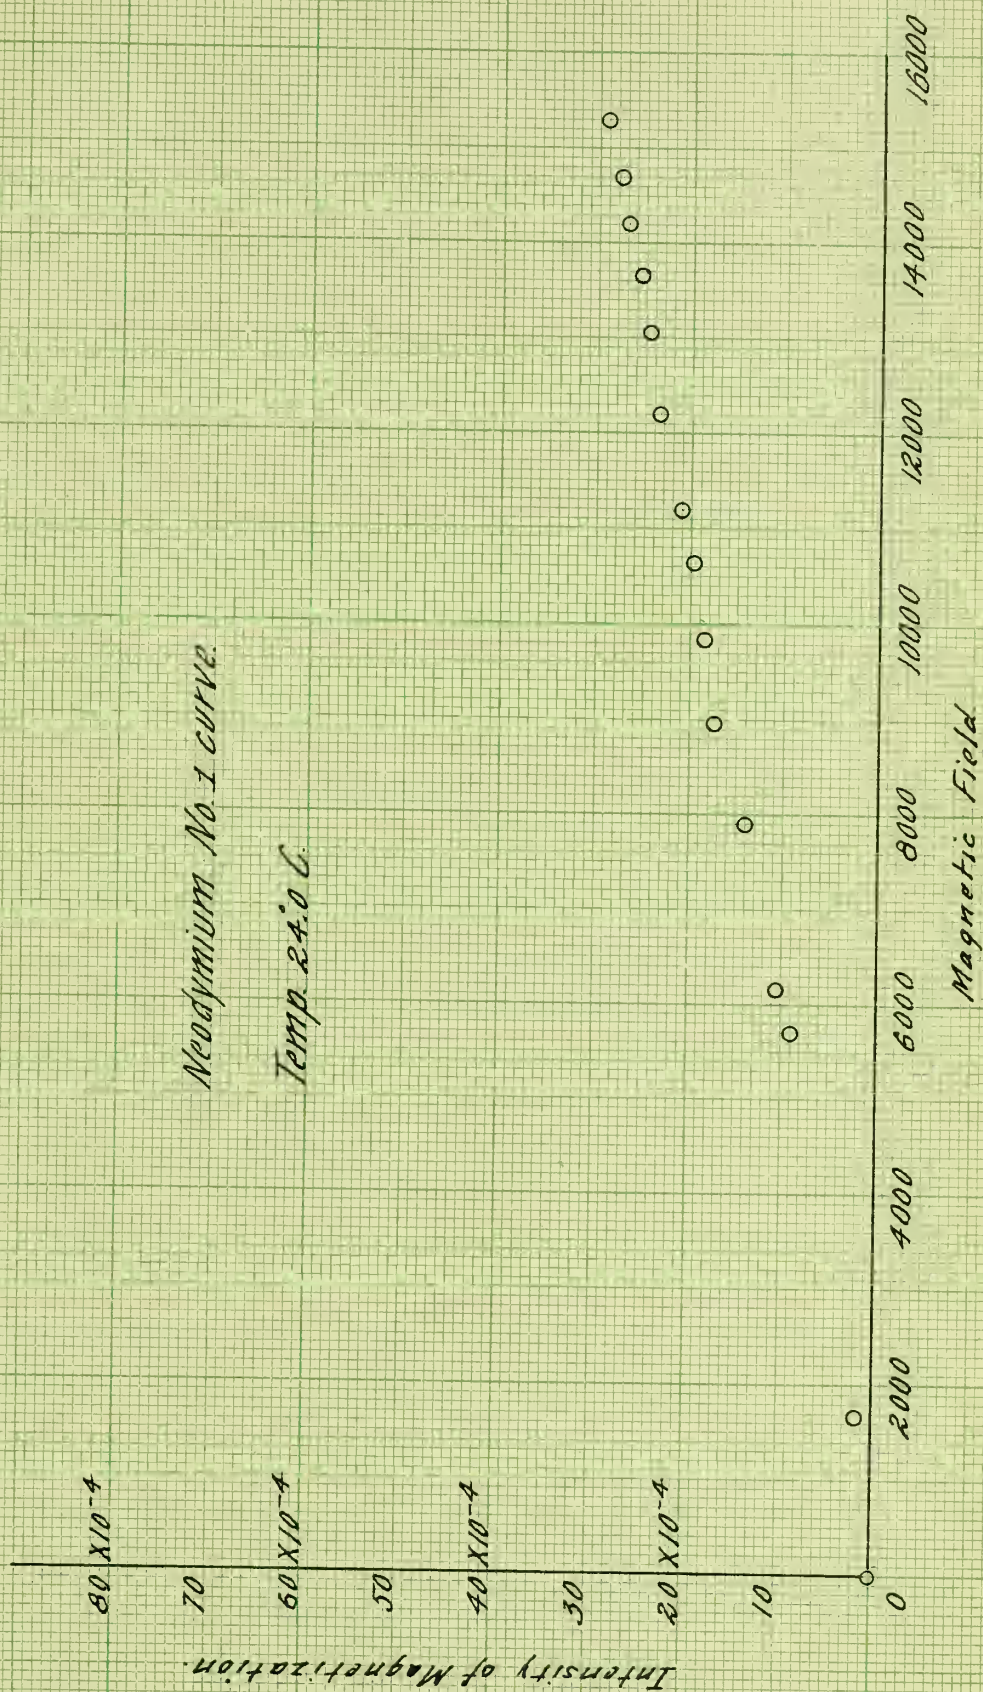 Neodymium No. 1 curve.
Temp. 24.°0 C.
Intensity of Magnetization.
80 X10-4
70
60 X10-4
50
40 X10-4
30
20 X10-4
10
0
2000
4000
6000
8000
10000
12000
14000
16000
Magnetic Field